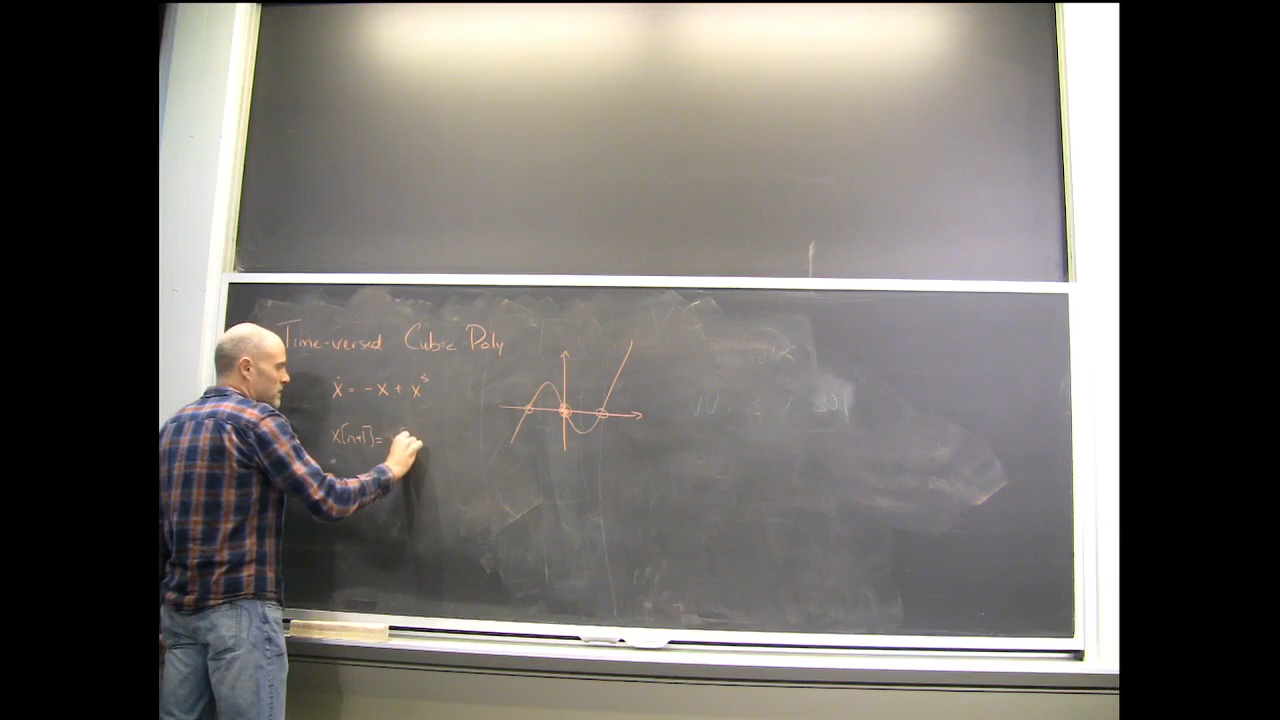 Time-versed Cubic Poly
ẋ = -x + x³
x[n+1] =